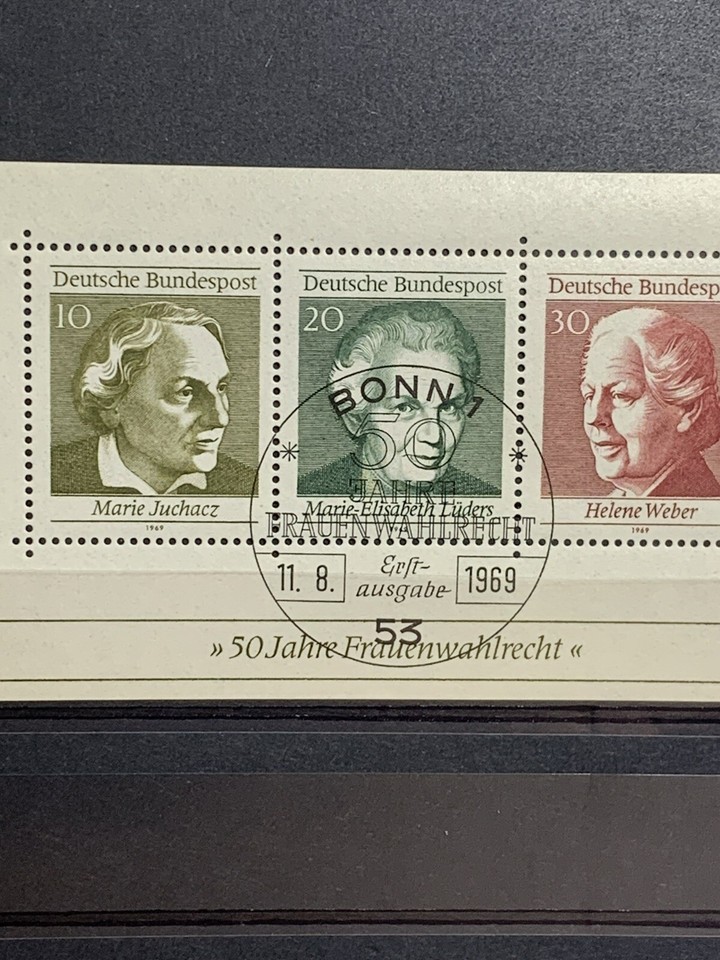 Deutsche Bundespost
10
Marie Juchacz
1969
Deutsche Bundespost
20
Marie-Elisabeth Lüders
Deutsche Bundesp
30
Helene Weber
1969
BONN 1
50
JAHRE
FRAUENWAHLRECHT
11. 8.
Erst-
ausgabe
1969
53
»50 Jahre Frauenwahlrecht«